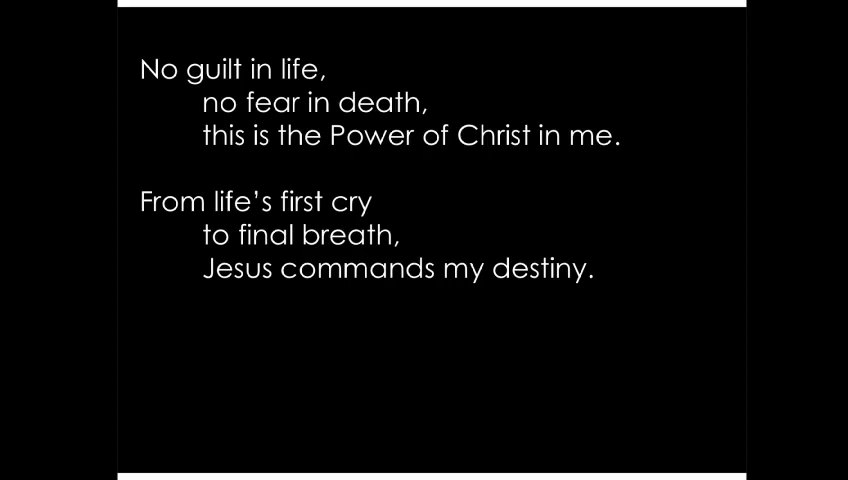 No guilt in life,
no fear in death,
this is the Power of Christ in me.
From life’s first cry
to final breath,
Jesus commands my destiny.